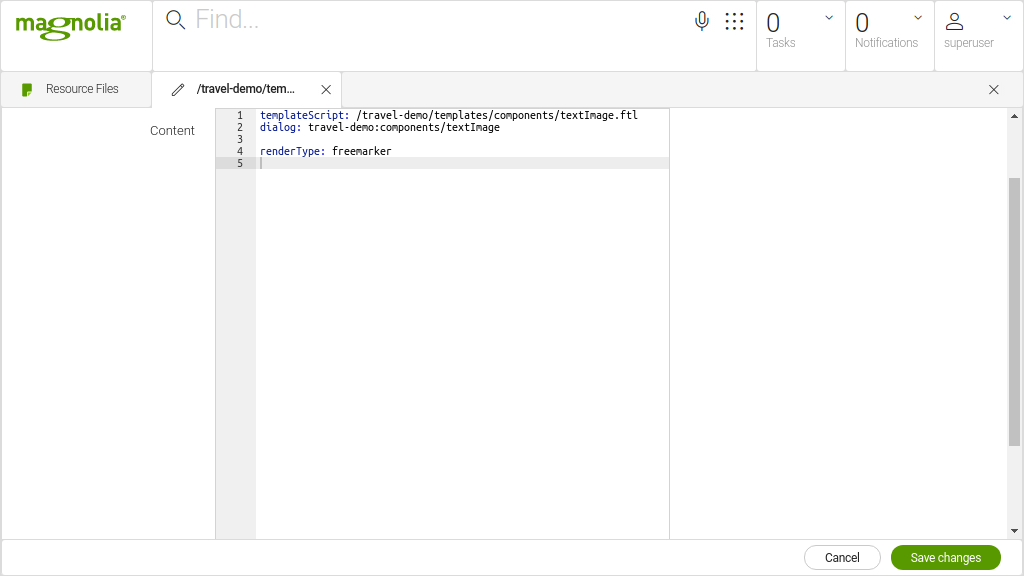 magnolia®
Find...
0
Tasks
0
Notifications
superuser
Resource Files
/travel-demo/tem...
Content
1 templateScript: /travel-demo/templates/components/textImage.ftl
2 dialog: travel-demo:components/textImage
3
4 renderType: freemarker
5
Cancel
Save changes